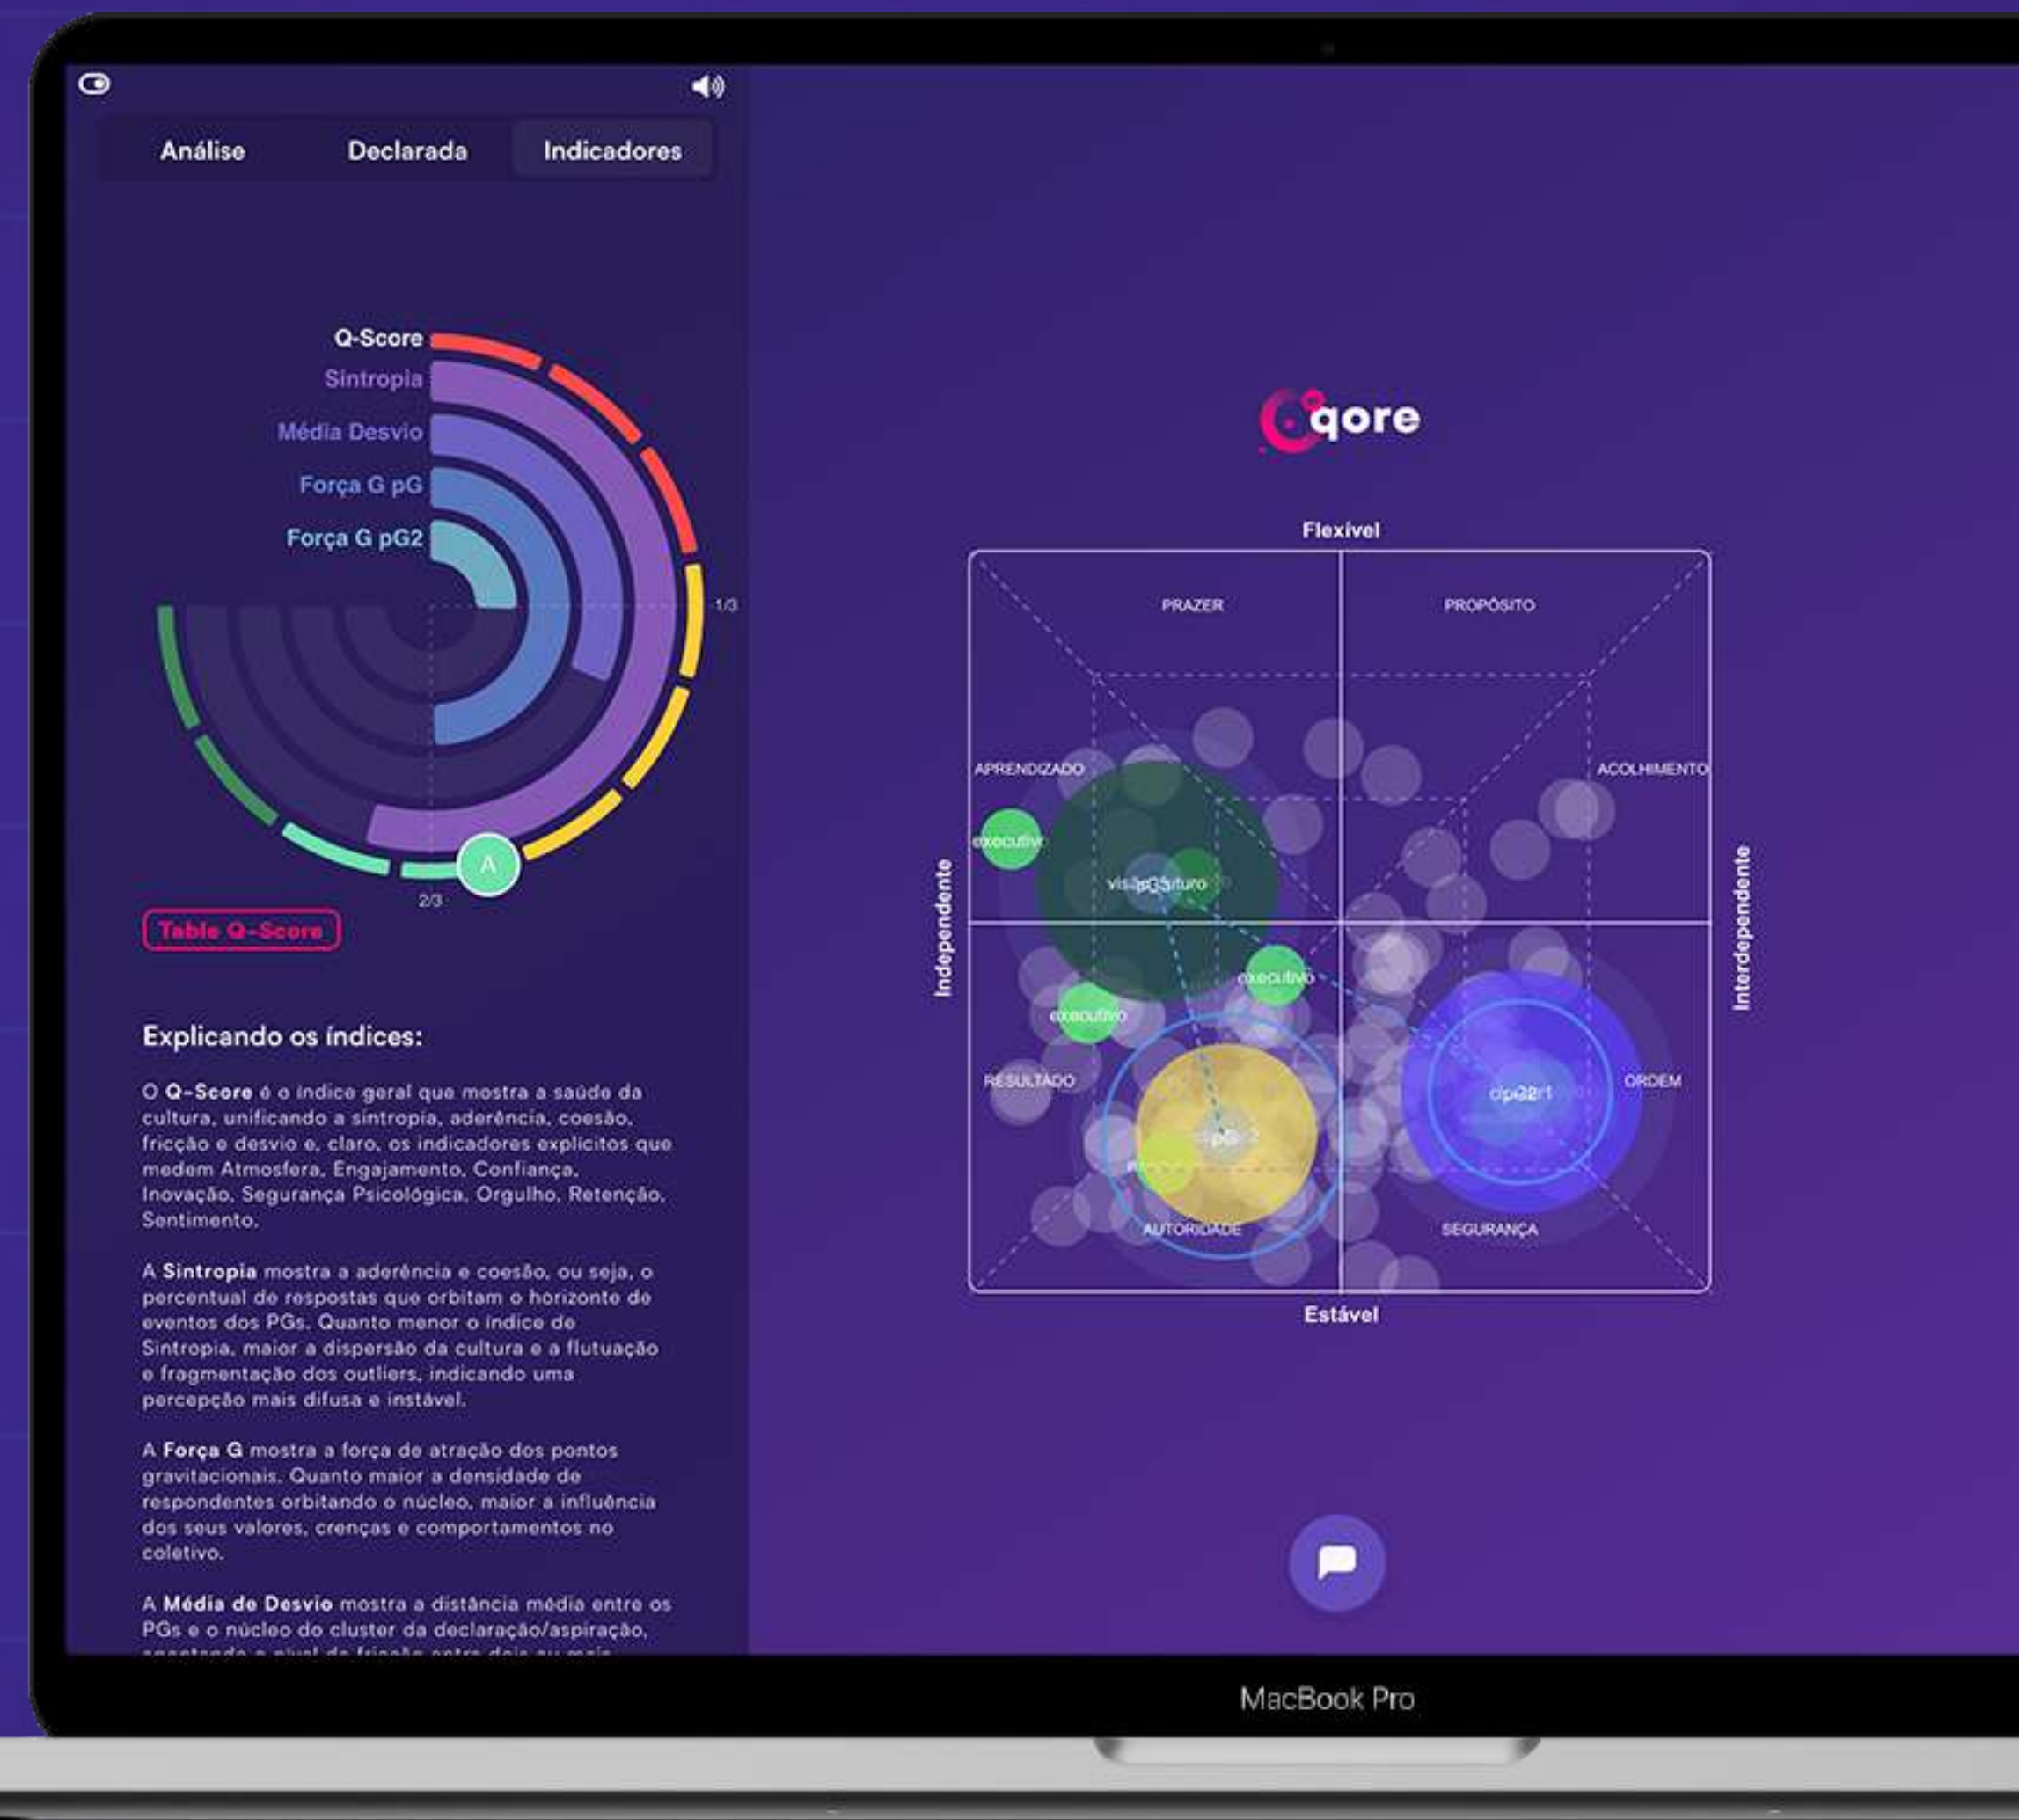 Análise
Declarada
Indicadores
Q-Score
Sintropia
Média Desvio
Força G pG
Força G pG2
1/3
A
2/3
Table Q-Score
Explicando os índices:
O Q-Score é o índice geral que mostra a saúde da
cultura, unificando a sintropia, aderência, coesão,
fricção e desvio e, claro, os indicadores explícitos que
medem Atmosfera, Engajamento, Confiança,
Inovação, Segurança Psicológica, Orgulho, Retenção,
Sentimento.
A Sintropia mostra a aderência e coesão, ou seja, o
percentual de respostas que orbitam o horizonte de
eventos dos PGs. Quanto menor o índice de
Sintropia, maior a dispersão da cultura e a flutuação
e fragmentação dos outliers, indicando uma
percepção mais difusa e instável.
A Força G mostra a força de atração dos pontos
gravitacionais. Quanto maior a densidade de
respondentes orbitando o núcleo, maior a influência
dos seus valores, crenças e comportamentos no
coletivo.
A Média de Desvio mostra a distância média entre os
PGs e o núcleo do cluster da declaração/aspiração,
qore
Flexível
PRAZER
PROPÓSITO
APRENDIZADO
ACOLHIMENTO
executivo
Independente
Interdependente
executivo
executivo
RESULTADO
ORDEM
AUTORIDADE
SEGURANÇA
Estável
MacBook Pro